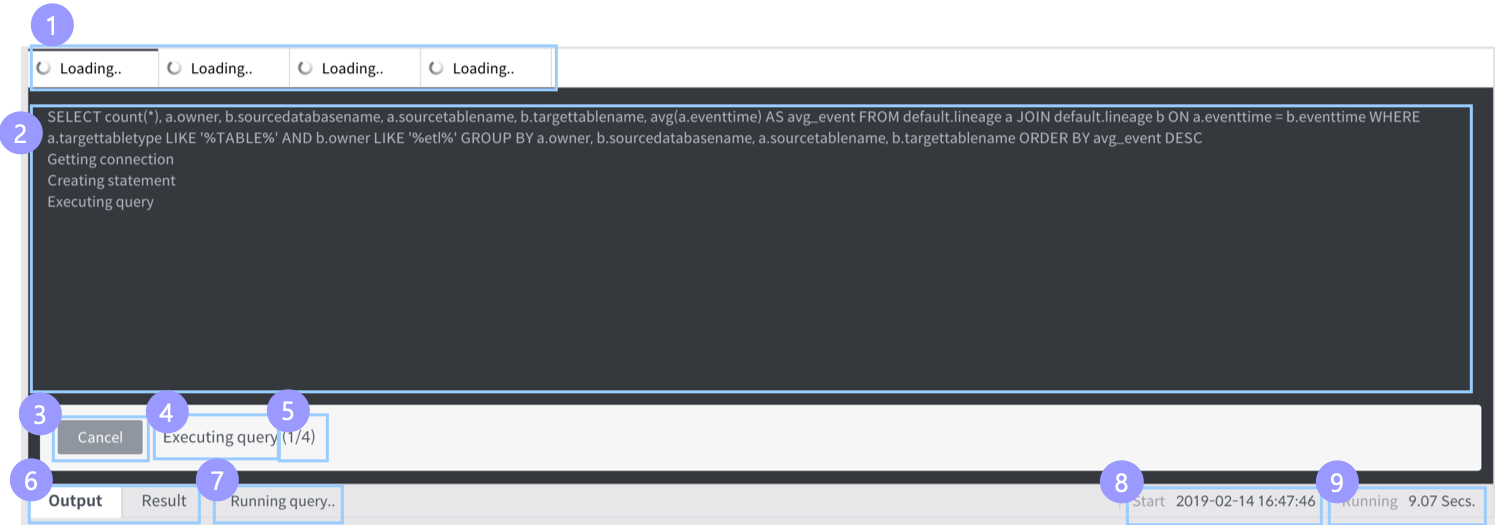 1
Loading.. Loading.. Loading.. Loading..
2
SELECT count(*), a.owner, b.sourcedatabasename, a.sourcetablename, b.targettablename, avg(a.eventtime) AS avg_event FROM default.lineage a JOIN default.lineage b ON a.eventtime = b.eventtime WHERE
a.targettabletype LIKE '%TABLE%' AND b.owner LIKE '%etl%' GROUP BY a.owner, b.sourcedatabasename, a.sourcetablename, b.targettablename ORDER BY avg_event DESC
Getting connection
Creating statement
Executing query
3 4 5
Cancel Executing query (1/4)
6 7 8 9
Output Result Running query.. Start 2019-02-14 16:47:46 Running 9.07 Secs.